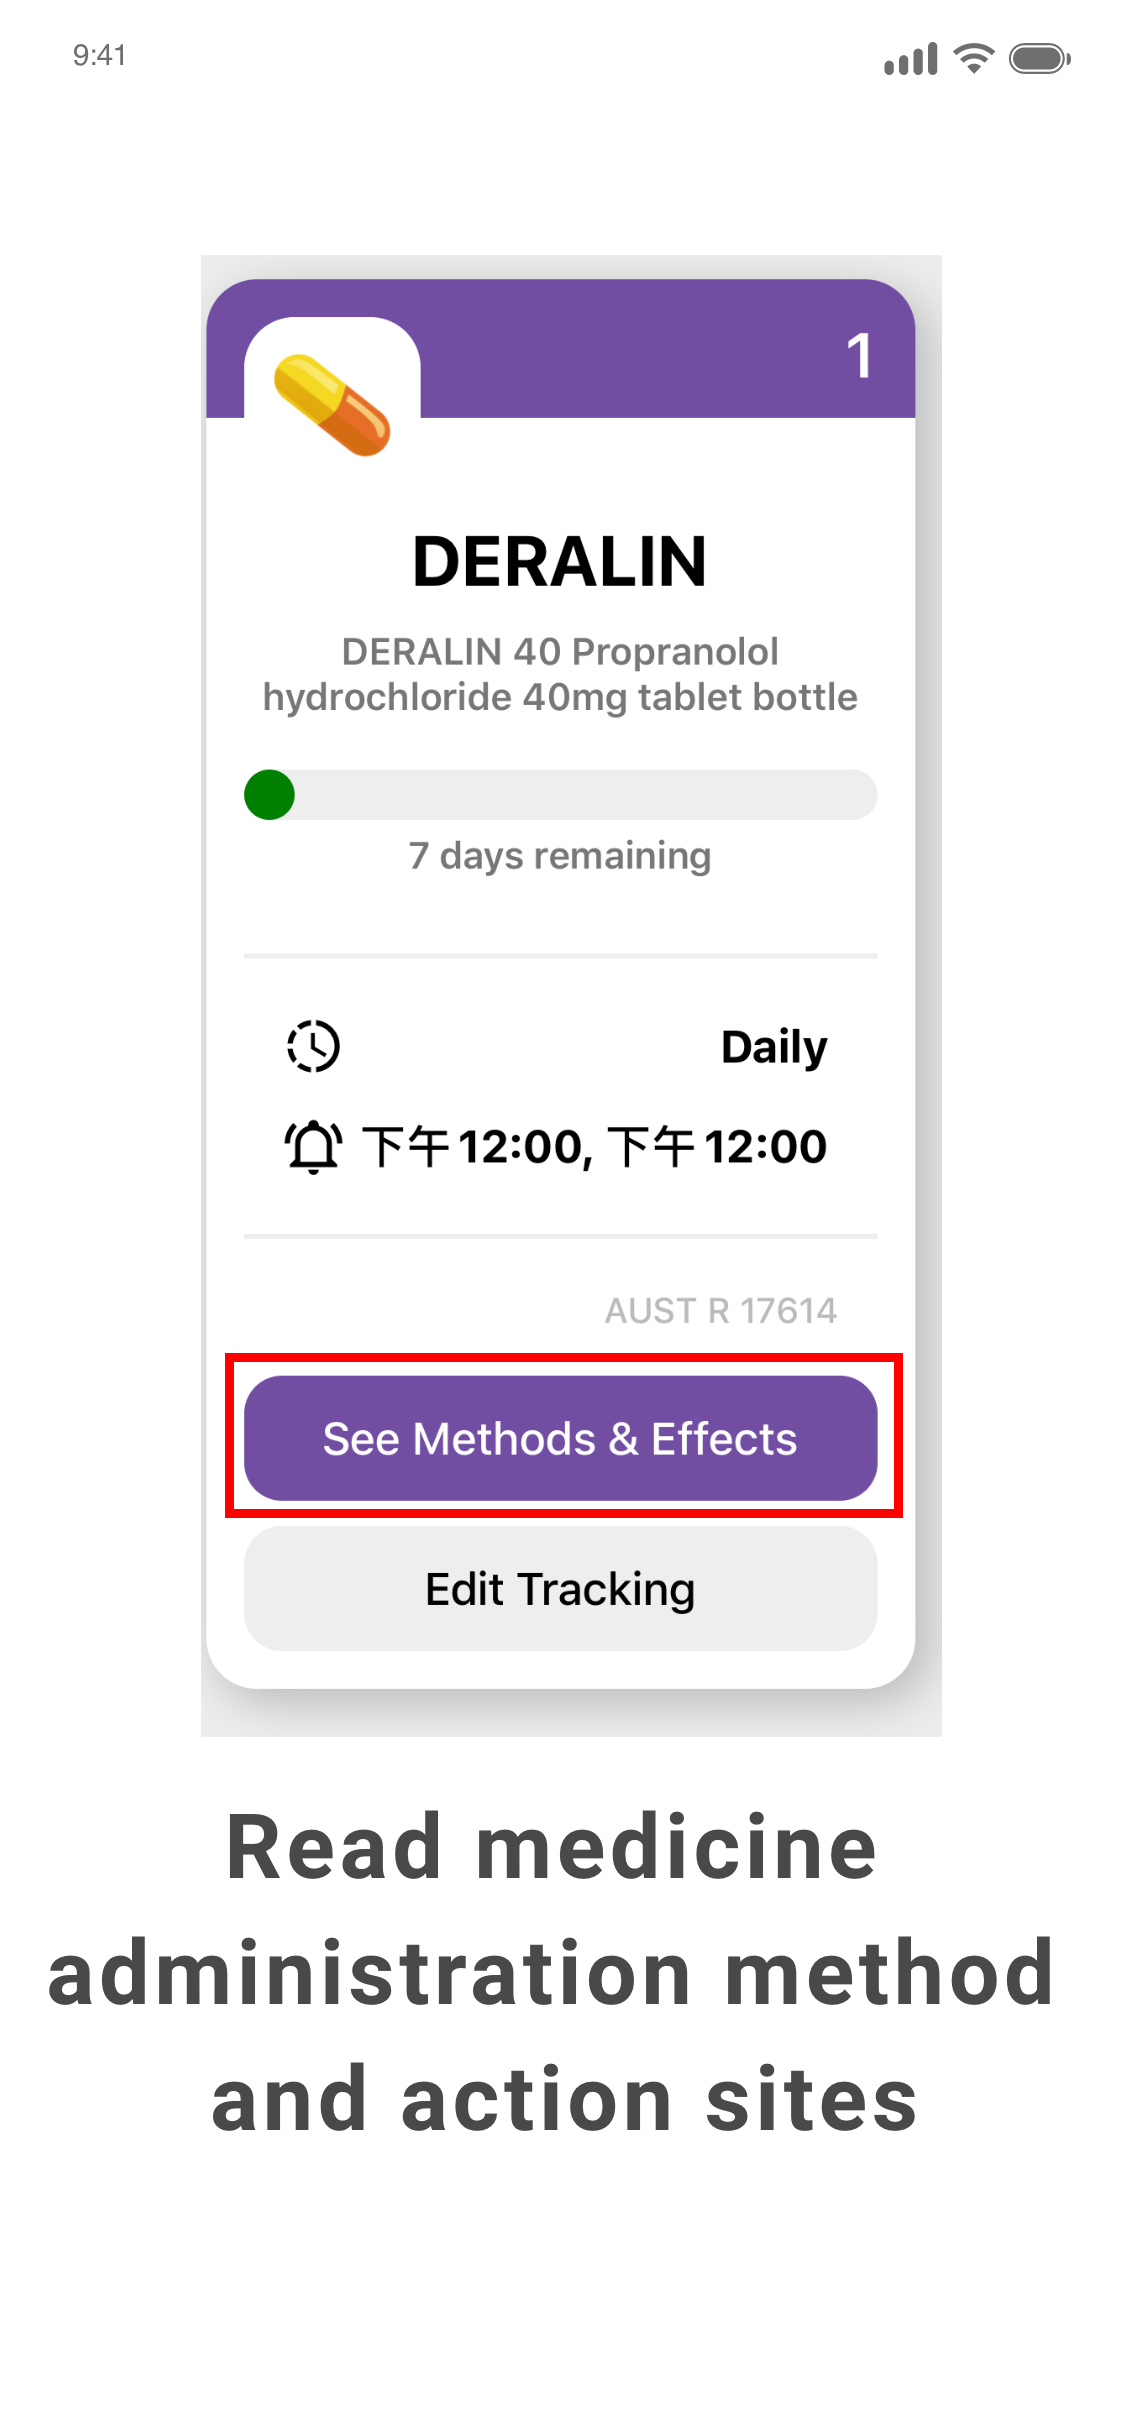 9:41
1
DERALIN
DERALIN 40 Propranolol
hydrochloride 40mg tablet bottle
7 days remaining
Daily
下午12:00, 下午12:00
AUST R 17614
See Methods & Effects
Edit Tracking
Read medicine
administration method
and action sites